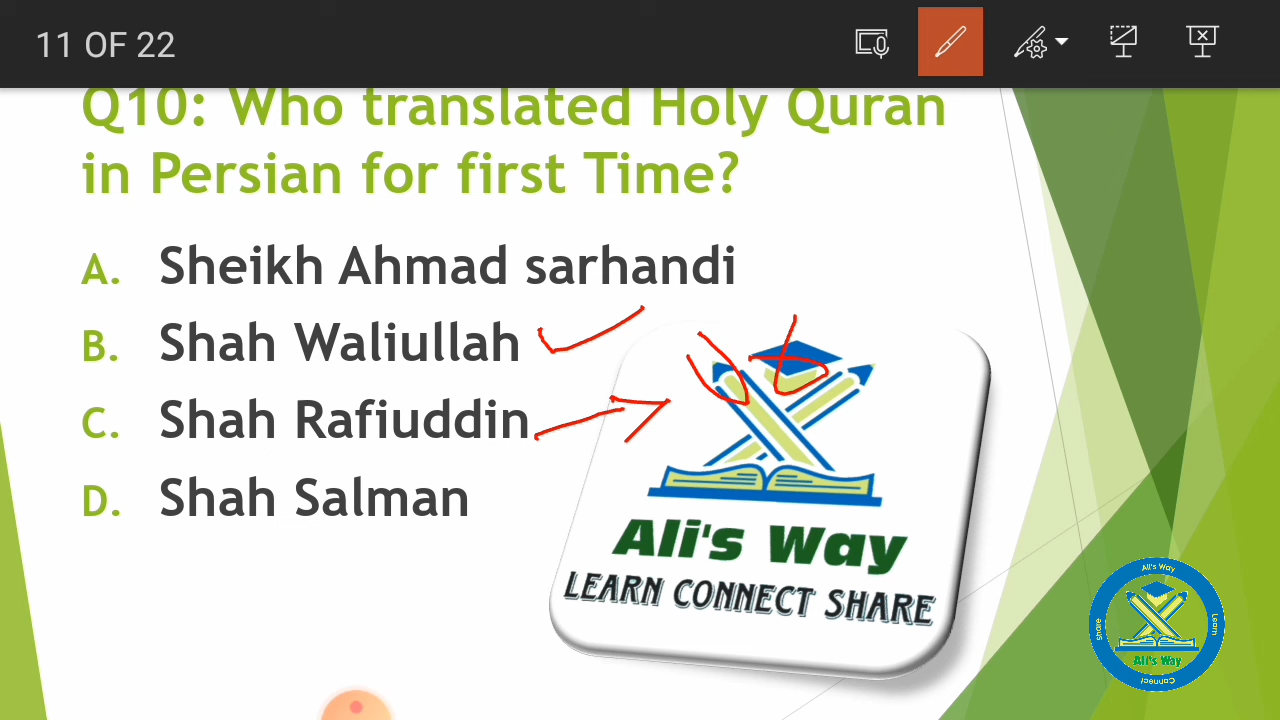 11 OF 22
Q10: Who translated Holy Quran
in Persian for first Time?
A. Sheikh Ahmad sarhandi
B. Shah Waliullah
C. Shah Rafiuddin
D. Shah Salman
Ali's Way
LEARN CONNECT SHARE
All's Way
share
Learn
Ali's Way
Connect